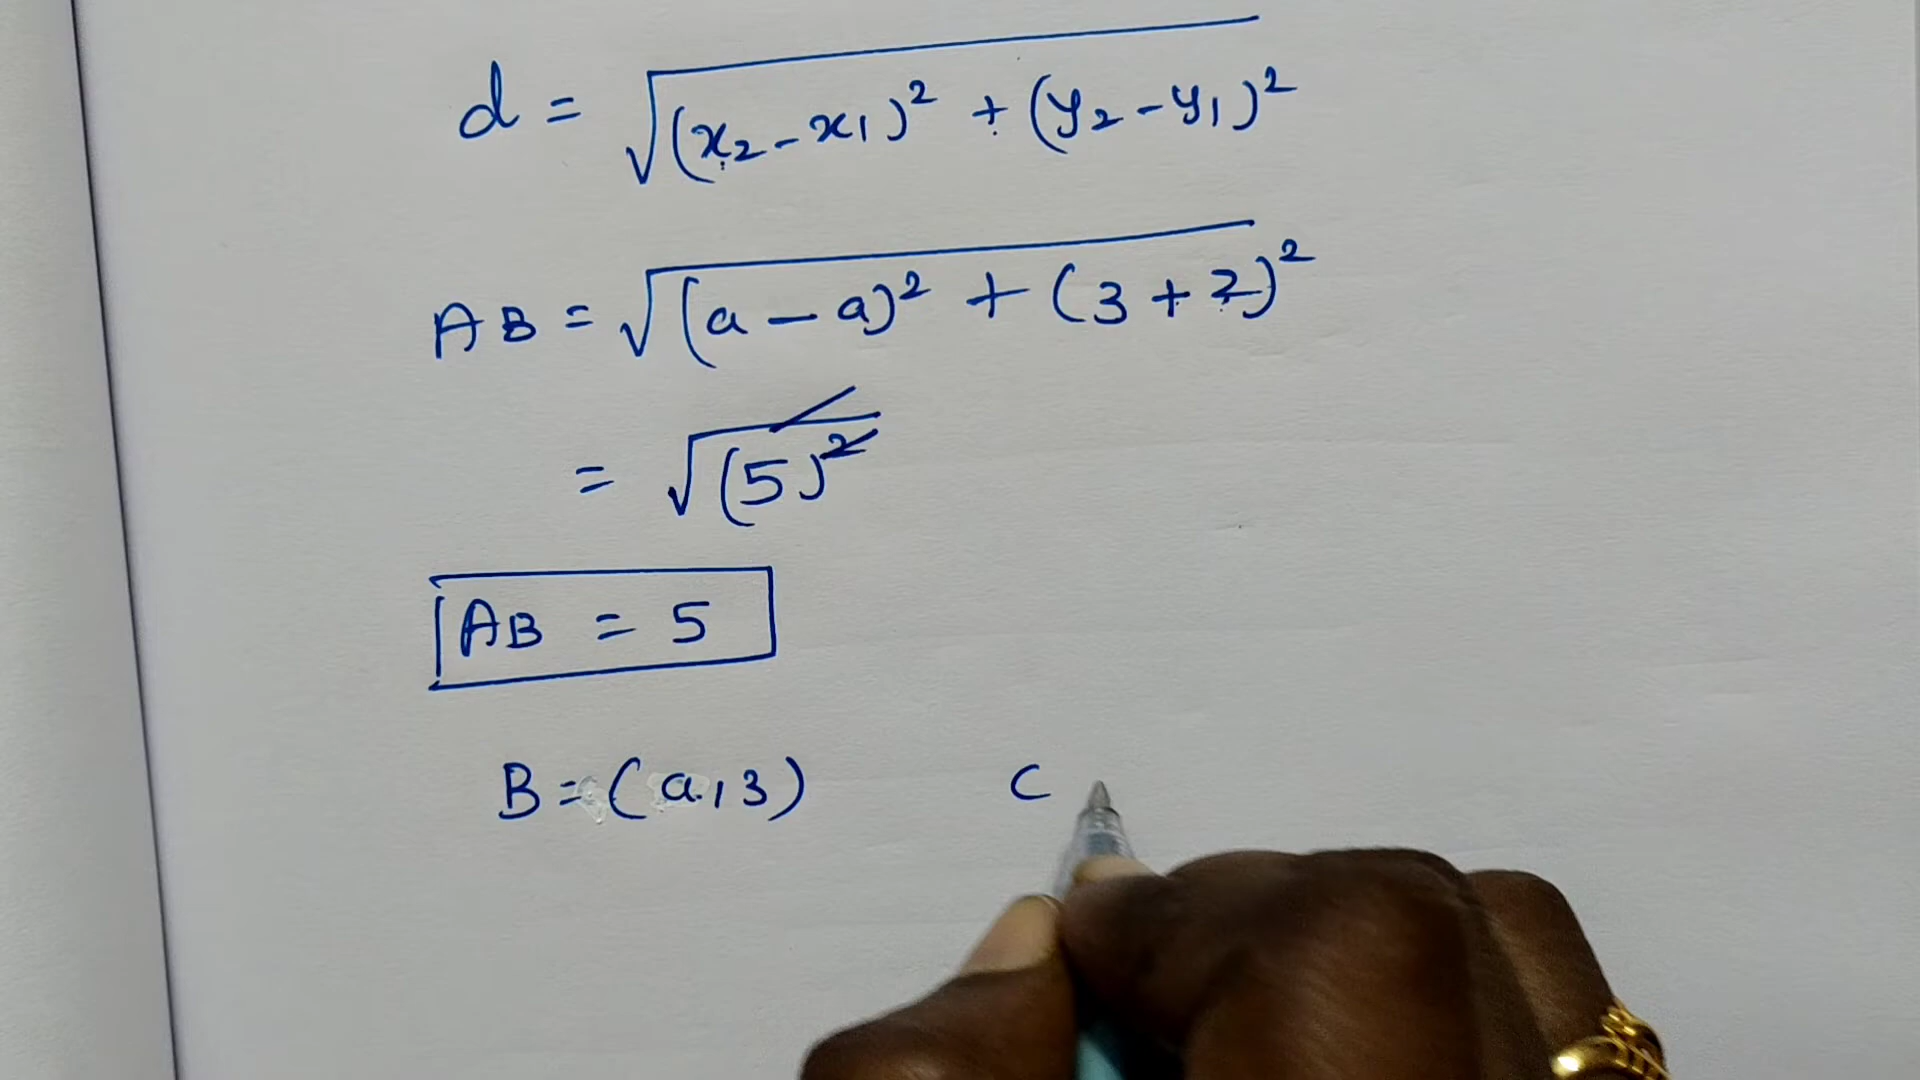 d = √(x₂ - x₁)² + (y₂ - y₁)²
AB = √(a - a)² + (3 + 2)²
= √(5)²
AB = 5
B = (a, 3) C